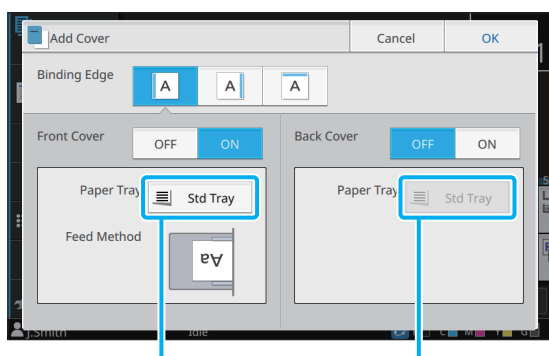 Add Cover
Cancel
OK
Binding Edge
A
A
A
Front Cover
OFF
ON
Back Cover
OFF
ON
Paper Tray
Std Tray
Paper Tray
Std Tray
Feed Method
Aa
J.Smith
Idle
C
M
Y
G